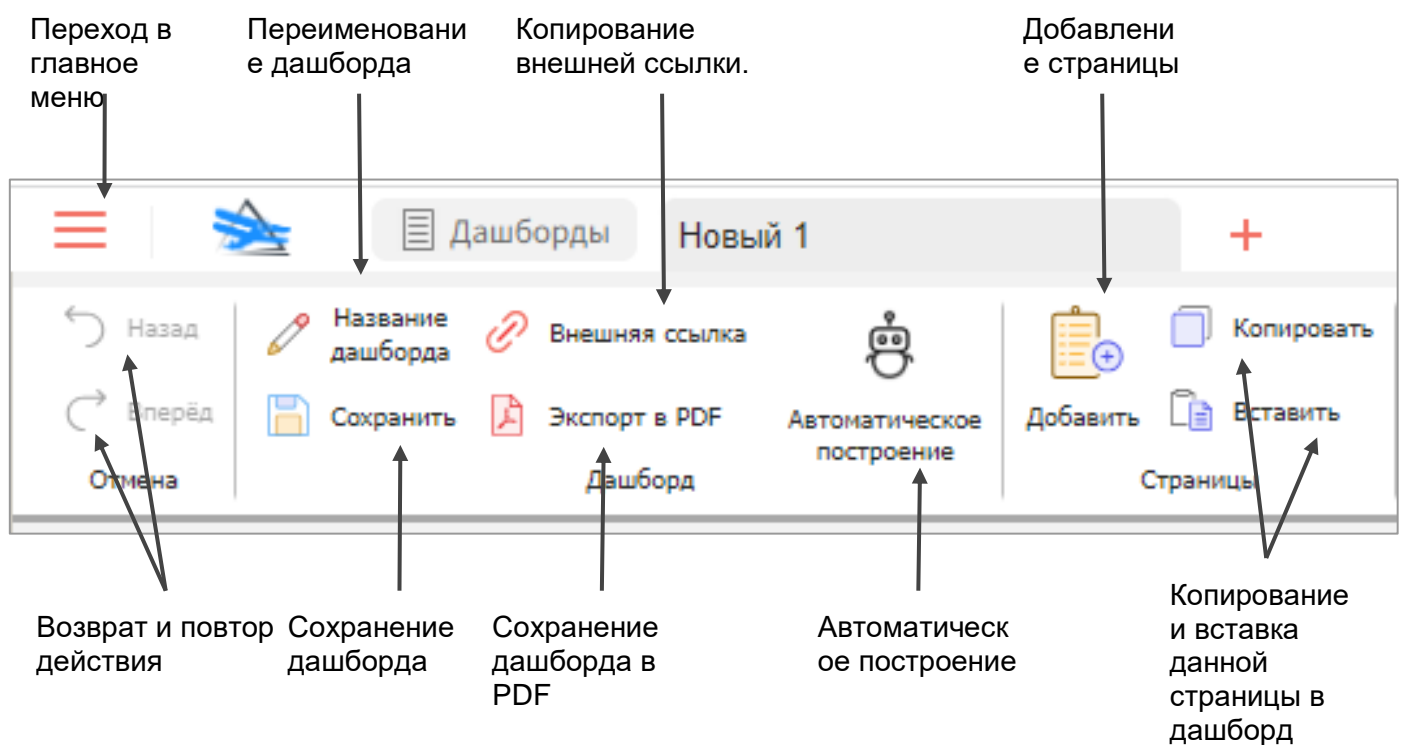 Переход в
главное
меню
Переименовани
е дашборда
Копирование
внешней ссылки.
Добавлени
е страницы
Дашборды
Новый 1
Назад
Вперёд
Отмена
Название
дашборда
Сохранить
Внешняя ссылка
Экспорт в PDF
Автоматическое
построение
Дашборд
Добавить
Копировать
Вставить
Страницы
Возврат и повтор
действия
Сохранение
дашборда
Сохранение
дашборда в
PDF
Автоматическ
ое построение
Копирование
и вставка
данной
страницы в
дашборд